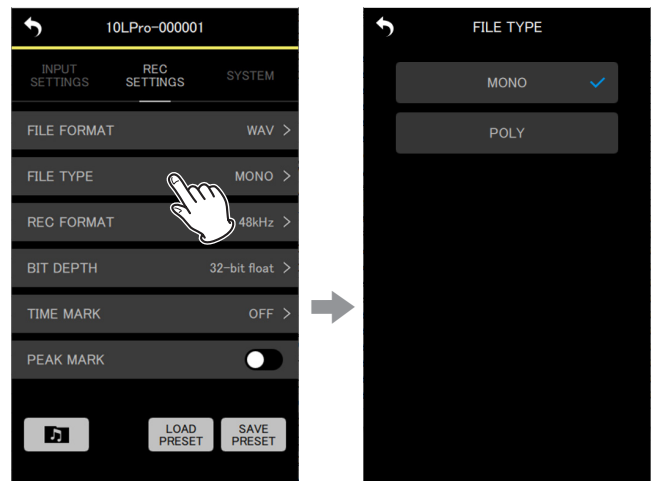 10LPro-000001
INPUT
SETTINGS
REC
SETTINGS
SYSTEM
FILE FORMAT WAV >
FILE TYPE MONO >
REC FORMAT 48kHz >
BIT DEPTH 32-bit float >
TIME MARK OFF >
PEAK MARK
LOAD
PRESET
SAVE
PRESET
FILE TYPE
MONO
POLY